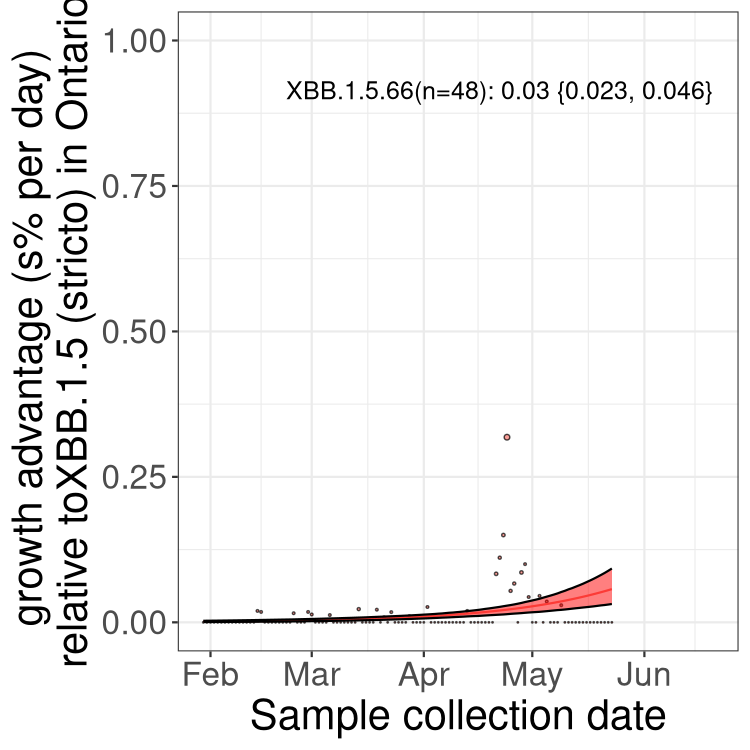 growth advantage (s% per day)
relative toXBB.1.5 (stricto) in Ontario
1.00
0.75
0.50
0.25
0.00
XBB.1.5.66(n=48): 0.03 {0.023, 0.046}
Feb Mar Apr May Jun
Sample collection date